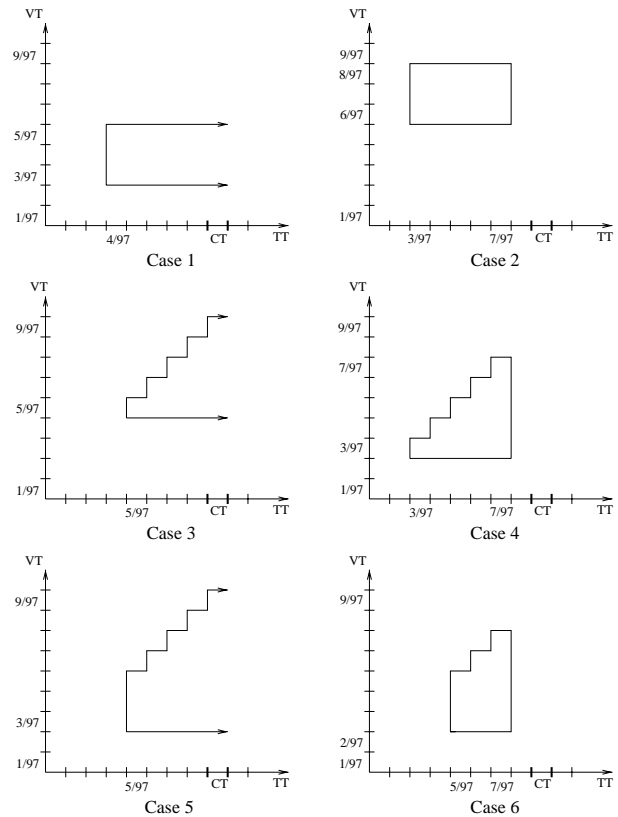 VT
9/97
5/97
3/97
1/97
4/97 CT TT
Case 1
VT
9/97
8/97
6/97
1/97
3/97 7/97 CT TT
Case 2
VT
9/97
5/97
1/97
5/97 CT TT
Case 3
VT
9/97
7/97
3/97
1/97
3/97 7/97 CT TT
Case 4
VT
9/97
3/97
1/97
5/97 CT TT
Case 5
VT
9/97
2/97
1/97
5/97 7/97 CT TT
Case 6